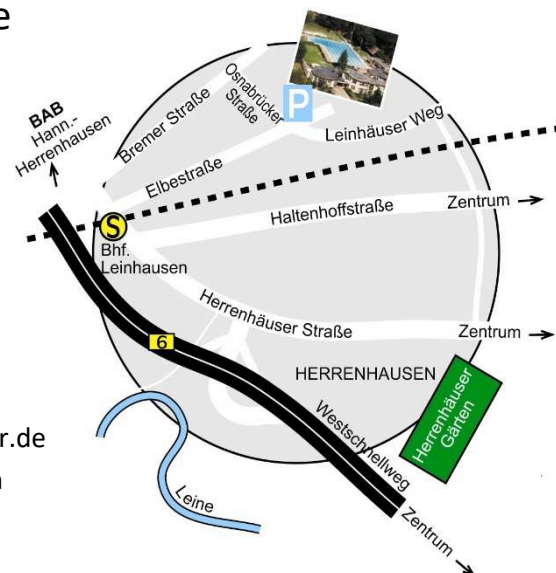 e
BAB
Hann.-
Herrenhausen
Bremer Straße
Osnabrücker
Straße
P
Elbestraße
Leinhäuser Weg
S
Bhf.
Leinhausen
Haltenhoffstraße
Zentrum
Herrenhäuser Straße
Zentrum
6
HERRENHAUSEN
Herrenhäuser
Gärten
Westschnellweg
r.de
Leine
Zentrum